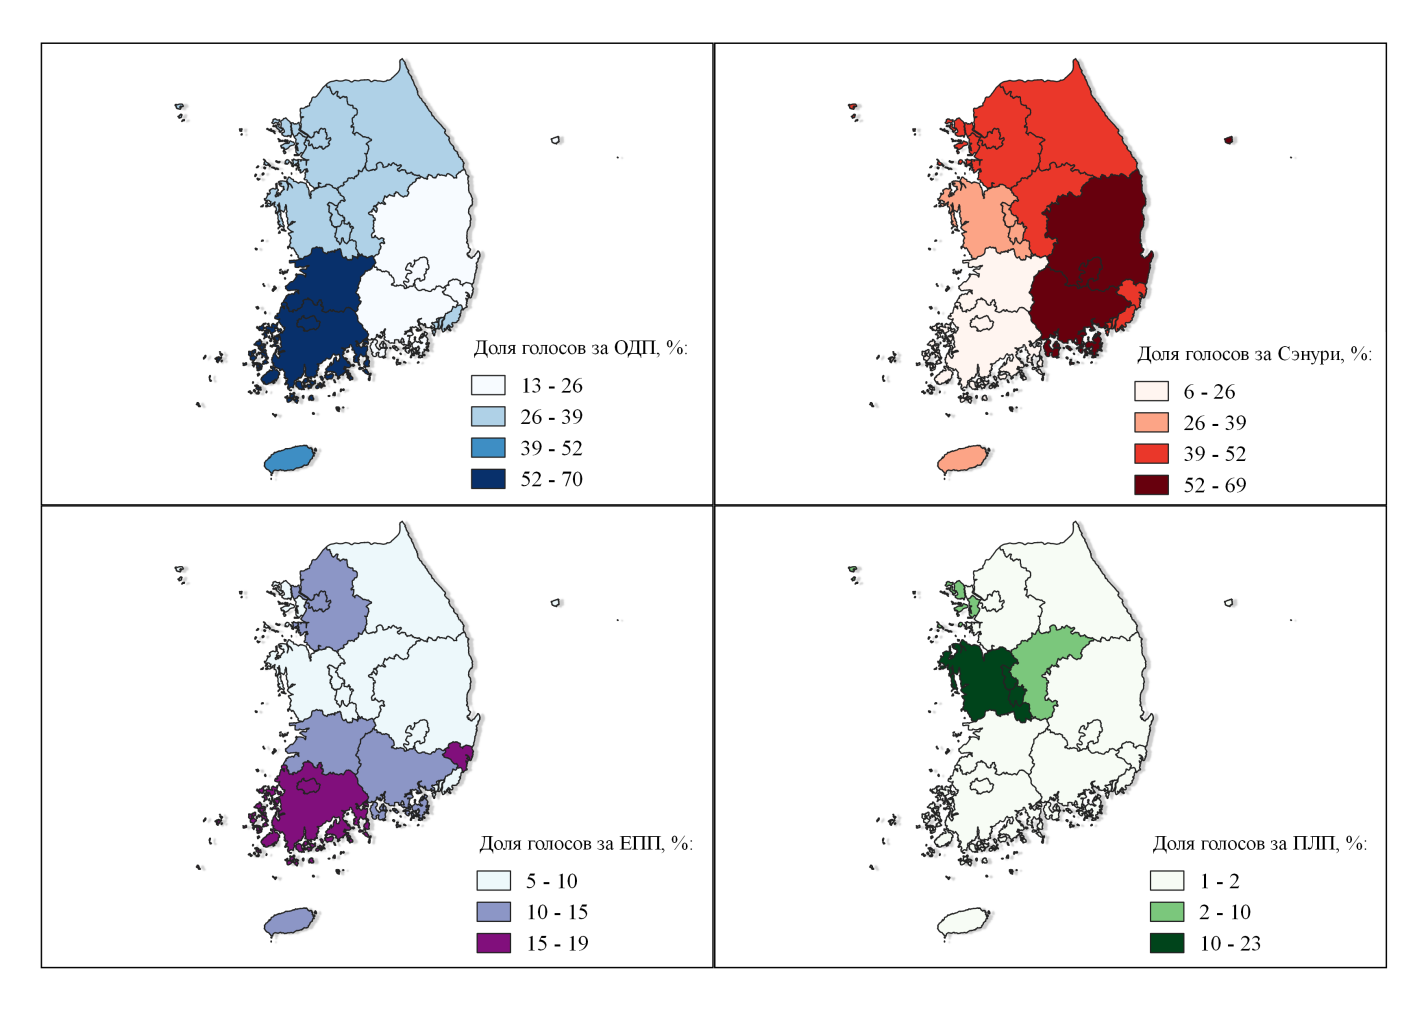 Доля голосов за ОДП, %:
13 - 26
26 - 39
39 - 52
52 - 70
Доля голосов за Сэнури, %:
6 - 26
26 - 39
39 - 52
52 - 69
Доля голосов за ЕПП, %:
5 - 10
10 - 15
15 - 19
Доля голосов за ПЛП, %:
1 - 2
2 - 10
10 - 23